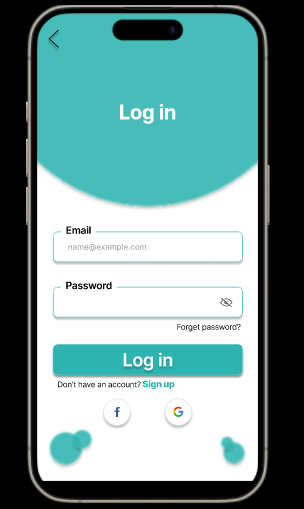 Log in
Email
name@example.com
Password
Forget password?
Log in
Don't have an account? Sign up
f
G